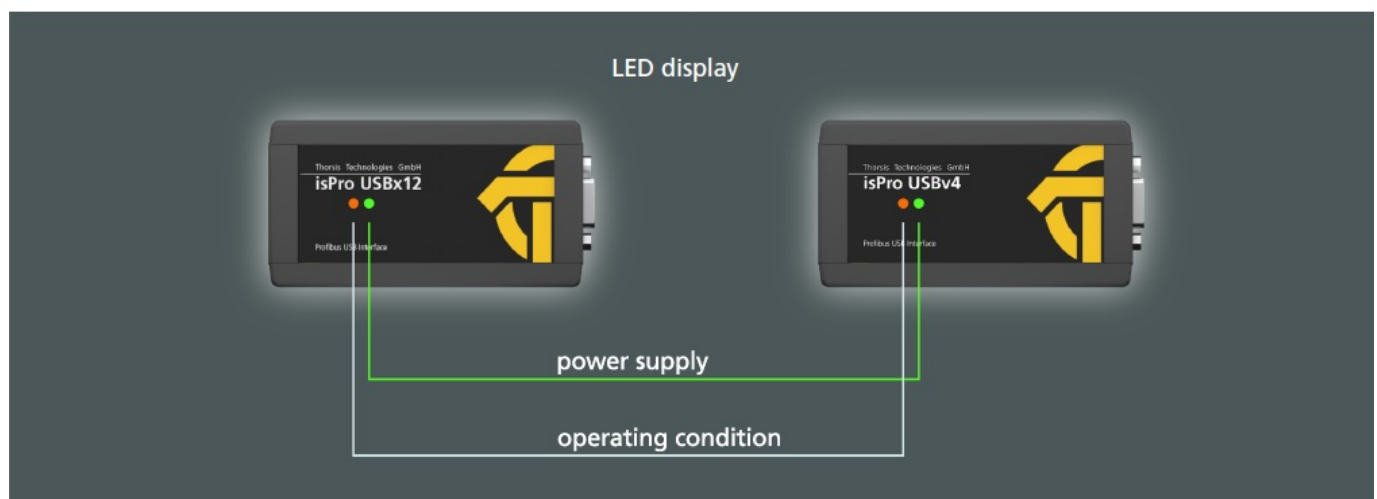 LED display
Thorsis Technologies GmbH
isPro USBx12
Profibus USB Interface
Thorsis Technologies GmbH
isPro USBv4
Profibus USB Interface
power supply
operating condition